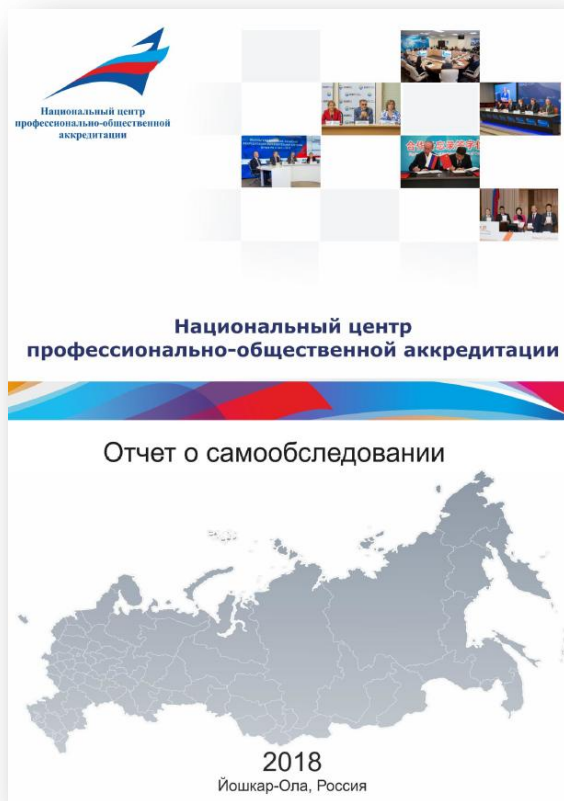 Национальный центр
профессионально-общественной
аккредитации
Национальный центр
профессионально-общественной аккредитации
Отчет о самообследовании
2018
Йошкар-Ола, Россия